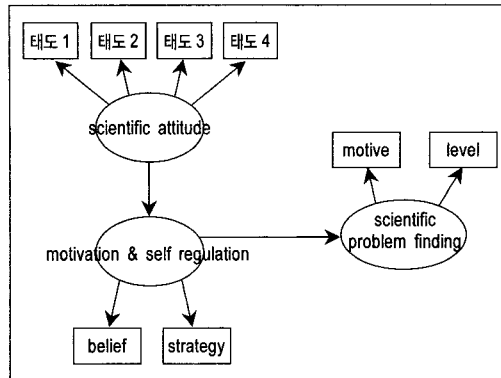 태도 1 태도 2 태도 3 태도 4
scientific attitude
motive level
scientific
problem finding
motivation & self regulation
belief strategy